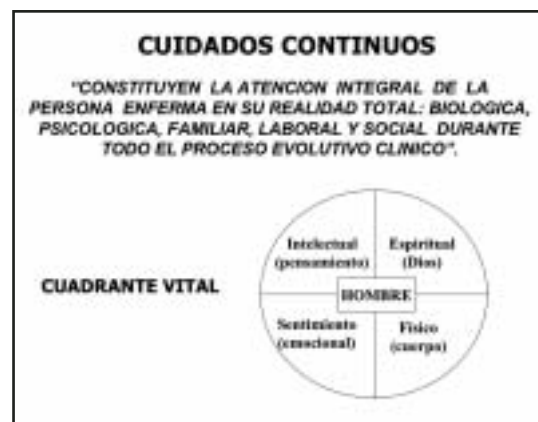 CUIDADOS CONTINUOS
"CONSTITUYEN LA ATENCION INTEGRAL DE LA
PERSONA ENFERMA EN SU REALIDAD TOTAL: BIOLOGICA,
PSICOLOGICA, FAMILIAR, LABORAL Y SOCIAL DURANTE
TODO EL PROCESO EVOLUTIVO CLINICO".
CUADRANTE VITAL
Intelectual
(pensamiento)
Espiritual
(Dios)
HOMBRE
Sentimiento
(emocional)
Físico
(cuerpo)